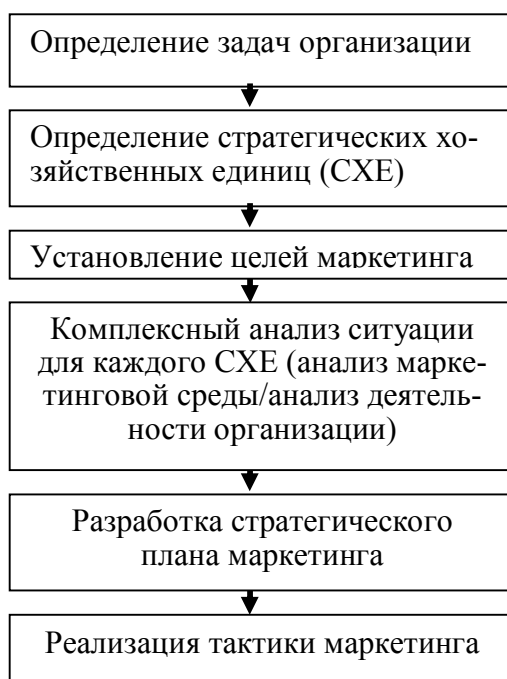 Определение задач организации
Определение стратегических хо-
зяйственных единиц (СХЕ)
Установление целей маркетинга
Комплексный анализ ситуации
для каждого СХЕ (анализ марке-
тинговой среды/анализ деятель-
ности организации)
Разработка стратегического
плана маркетинга
Реализация тактики маркетинга